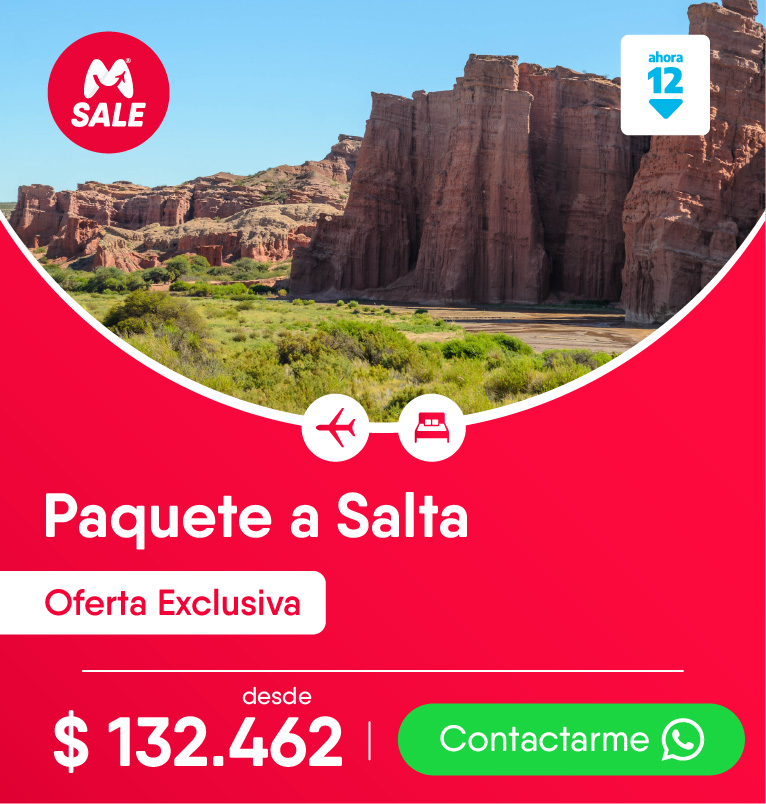 SALE
ahora
12
Paquete a Salta
Oferta Exclusiva
desde
$ 132.462
Contactarme